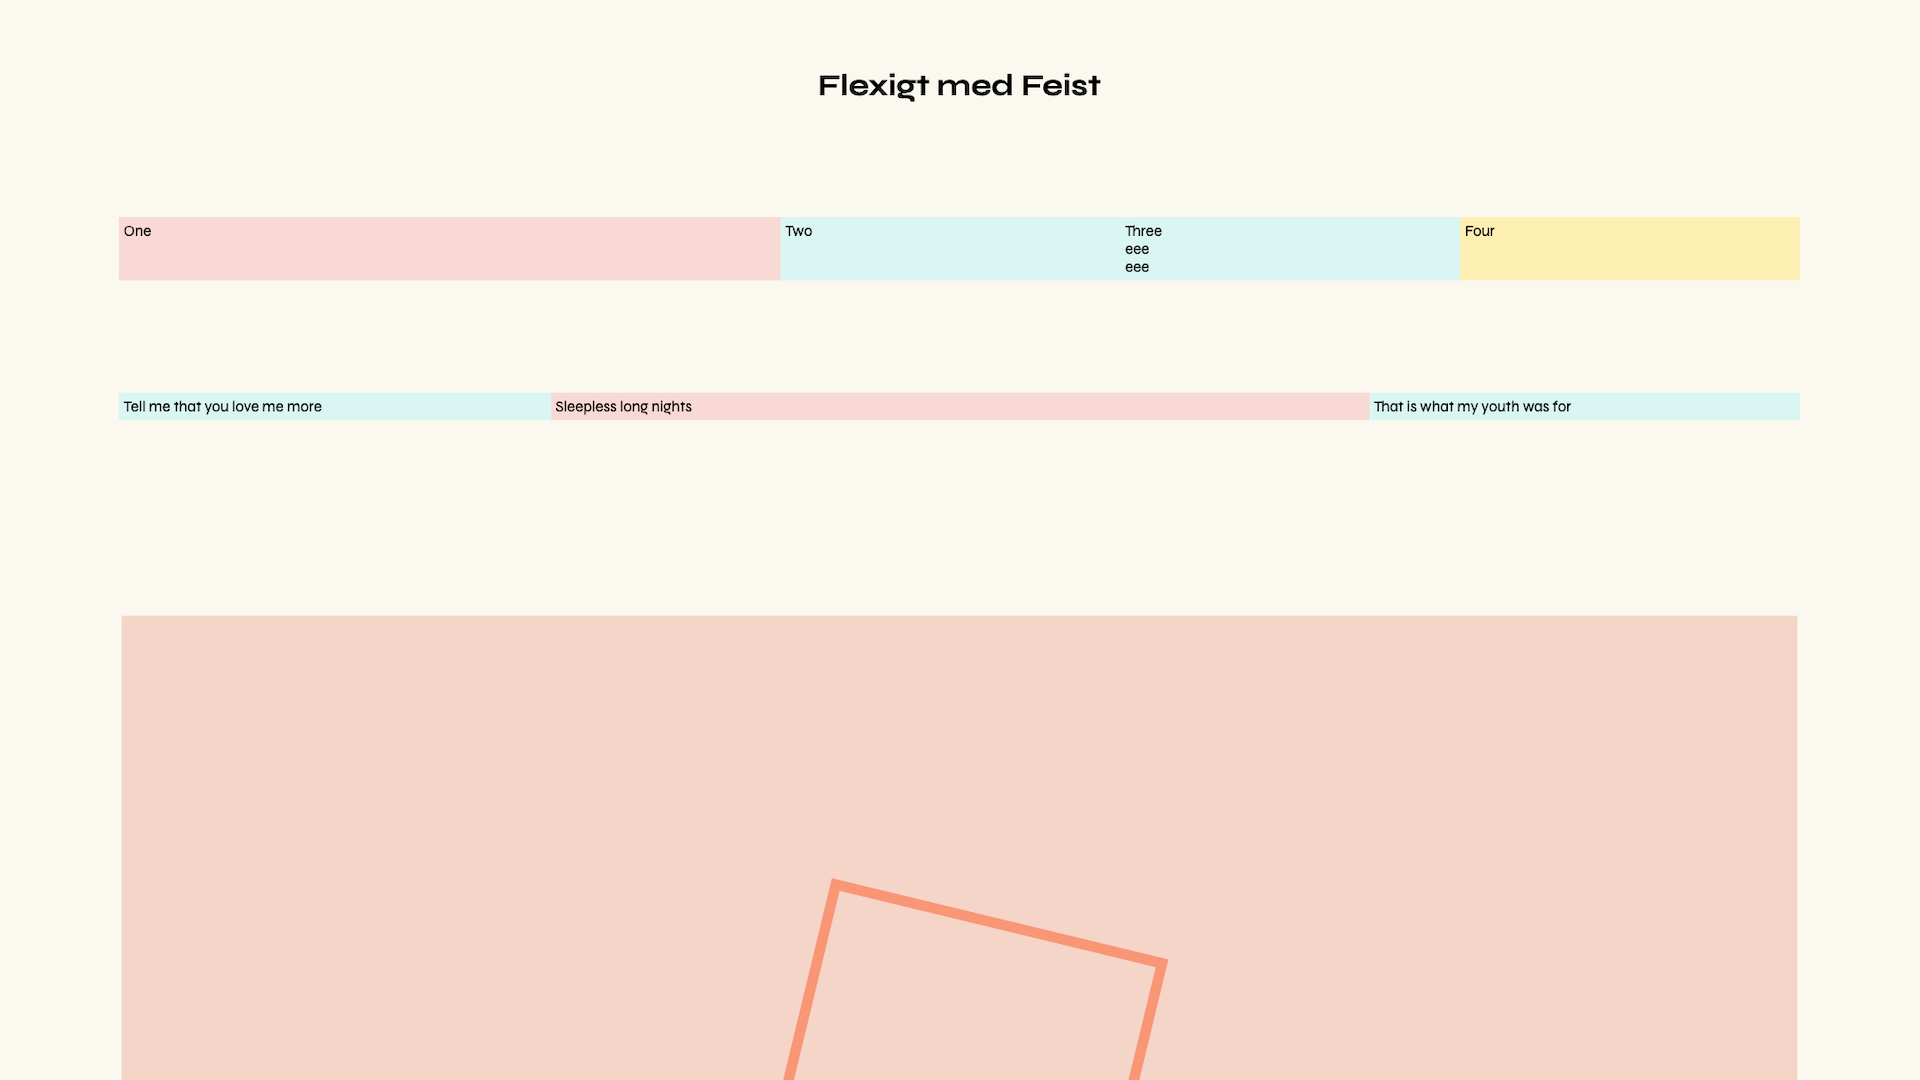 Flexigt med Feist
One
Two
Three
eee
eee
Four
Tell me that you love me more
Sleepless long nights
That is what my youth was for